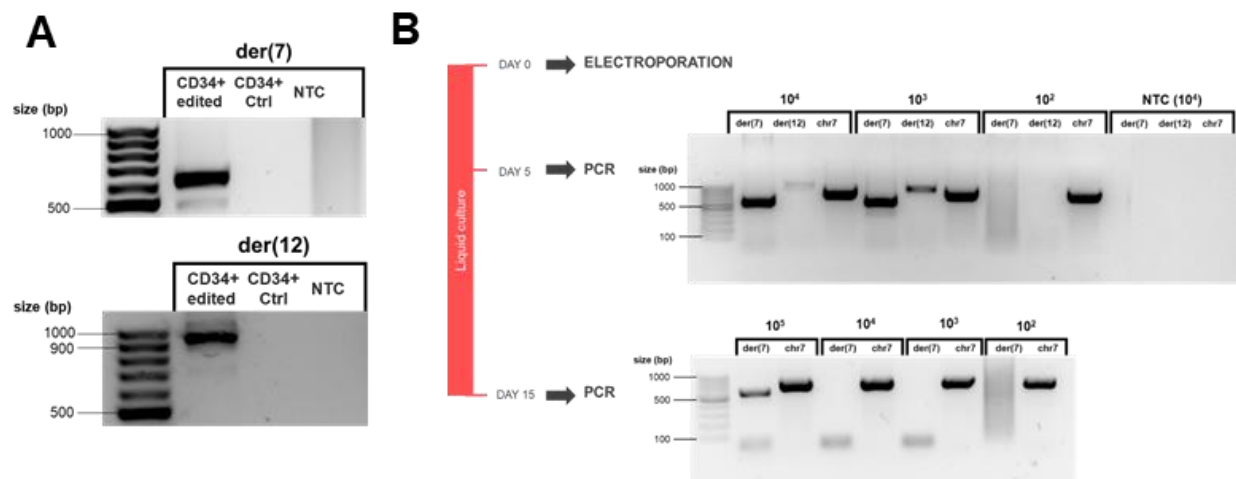 A
der(7)
CD34+ CD34+ NTC
edited Ctrl
size (bp)
1000
500
der(12)
CD34+ CD34+ NTC
edited Ctrl
size (bp)
1000
900
500
B
Liquid culture
DAY 0 ELECTROPORATION
DAY 5 PCR
DAY 15 PCR
10⁴ 10³ 10² NTC (10⁴)
der(7) der(12) chr7 der(7) der(12) chr7 der(7) der(12) chr7 der(7) der(12) chr7
size (bp)
1000
500
100
10⁵ 10⁴ 10³ 10²
der(7) chr7 der(7) chr7 der(7) chr7 der(7) chr7
size (bp)
1000
500
100